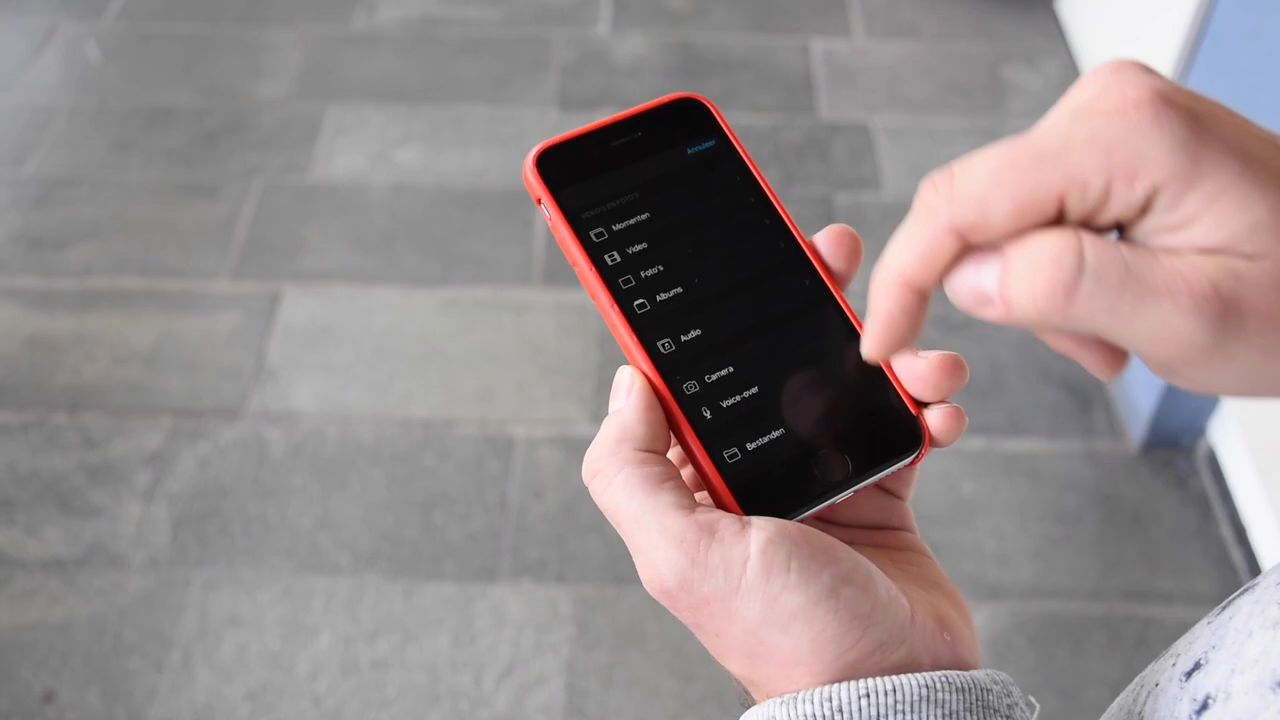 Annuleer
VIDEO'S EN FOTO'S
Momenten
Video
Foto's
Albums
Audio
Camera
Voice-over
Bestanden